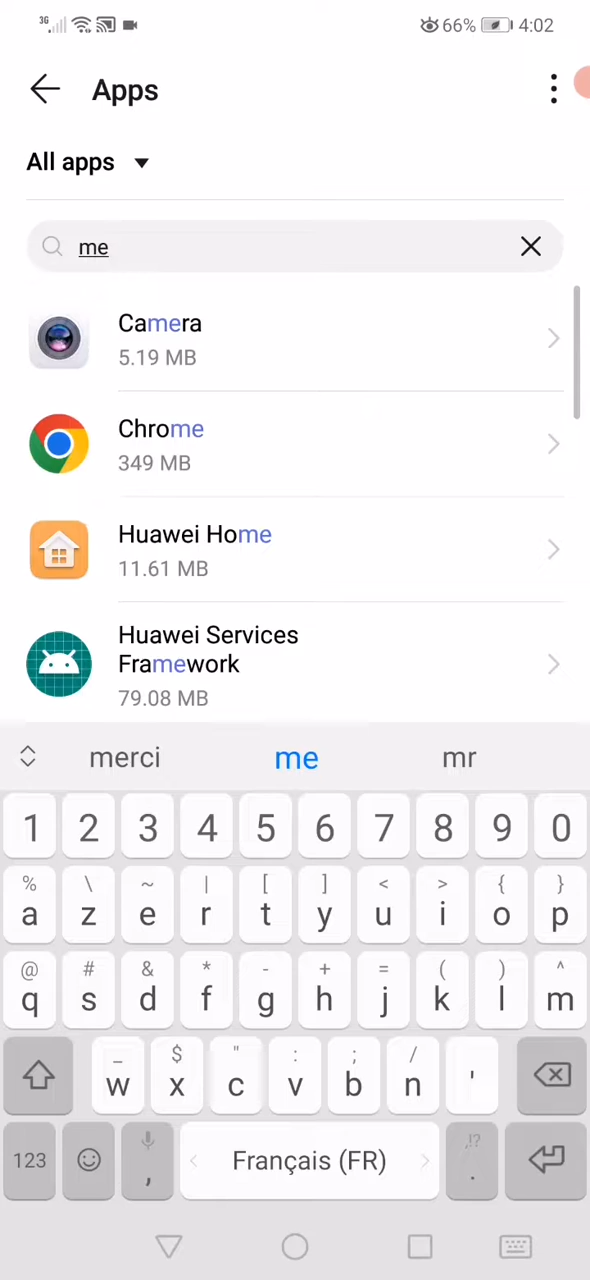 3G 66% 4:02
Apps
All apps
me
Camera
5.19 MB
Chrome
349 MB
Huawei Home
11.61 MB
Huawei Services
Framework
79.08 MB
merci me mr
1 2 3 4 5 6 7 8 9 0
% \ ~ | [ ] < > { }
a z e r t y u i o p
@ # & * - + = ( ) ^
q s d f g h j k l m
_ $ " : ; /
w x c v b n '
,!?
123 , Français (FR) .